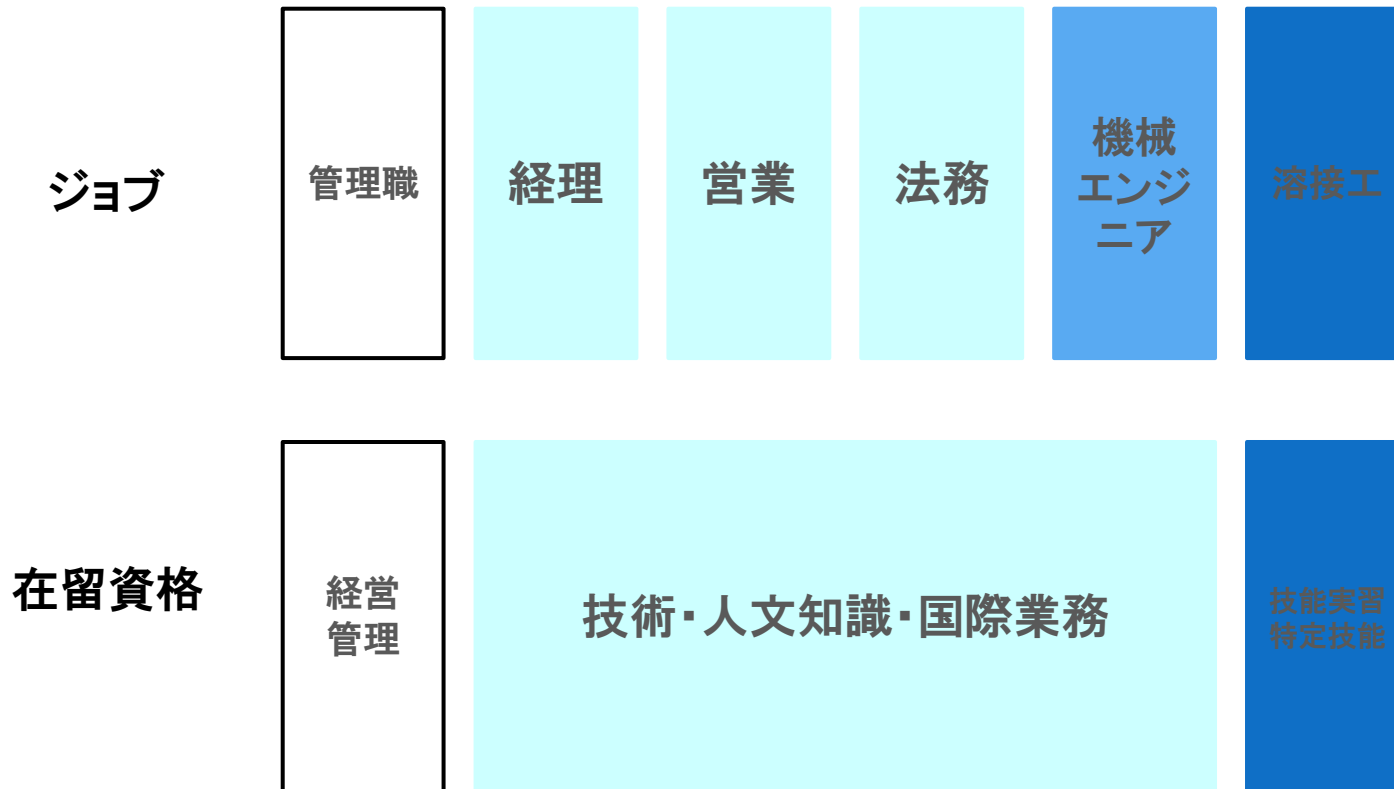 ジョブ
管理職
経理
営業
法務
機械
エンジ
ニア
溶接工
在留資格
経営
管理
技術・人文知識・国際業務
技能実習
特定技能